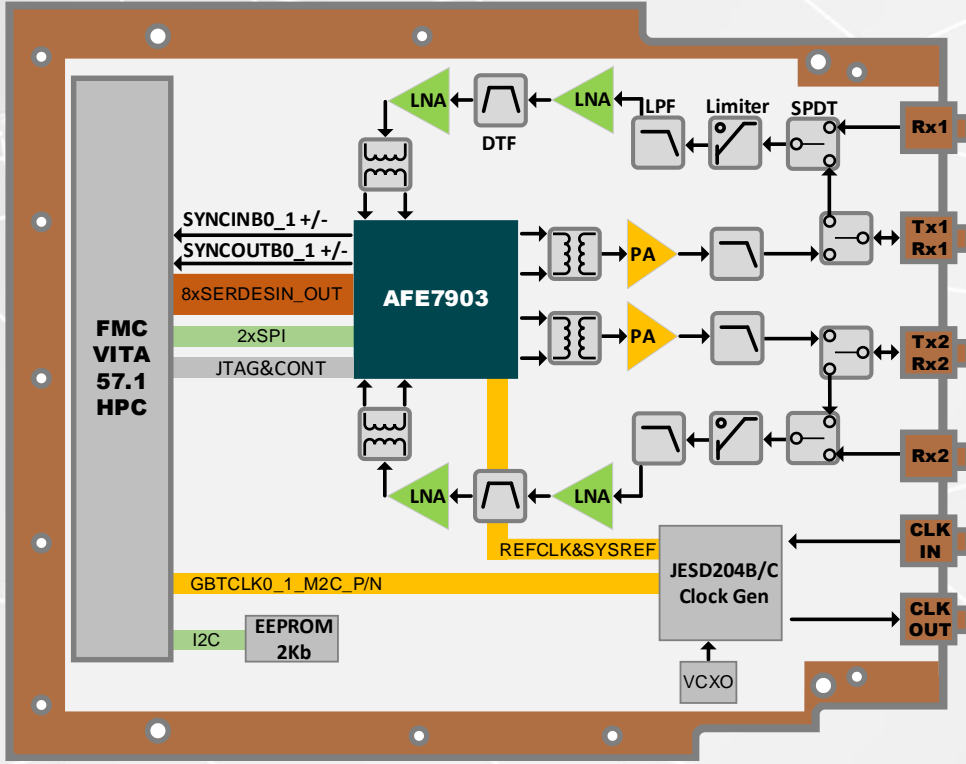 LNA
DTF
LNA
LPF
Limiter
SPDT
Rx1
SYNCINB0_1 +/-
SYNCOUTB0_1 +/-
8xSERDESIN_OUT
2xSPI
JTAG&CONT
FMC
VITA
57.1
HPC
AFE7903
PA
PA
Tx1
Rx1
Tx2
Rx2
LNA
LNA
Rx2
REFCLK&SYSREF
GBTCLK0_1_M2C_P/N
JESD204B/C
Clock Gen
CLK
IN
CLK
OUT
I2C
EEPROM
2Kb
VCXO